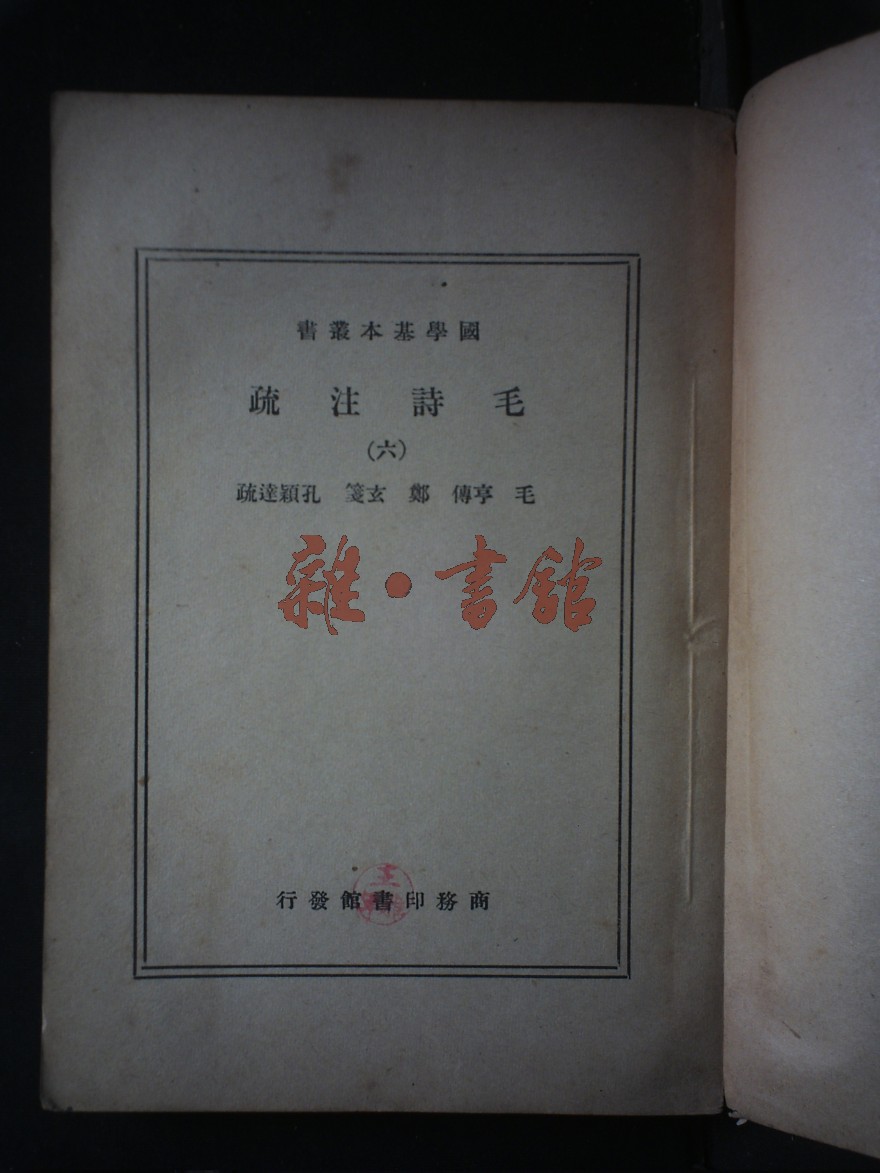 國學基本叢書
毛詩注疏
(六)
毛亨傳 鄭玄箋 孔穎達疏
雜·書館
商務印書館發行
王